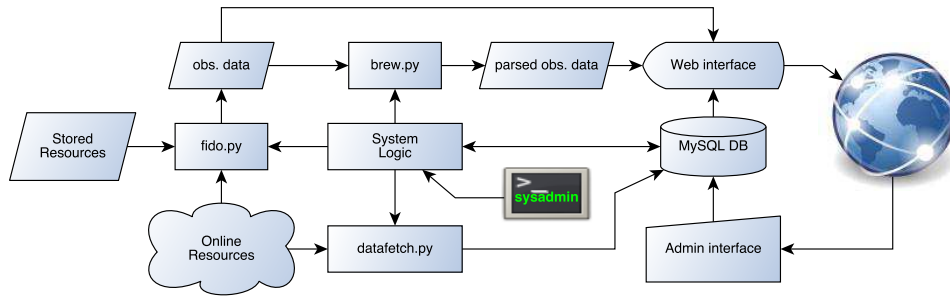 obs. data
brew.py
parsed obs. data
Web interface
Stored
Resources
fido.py
System
Logic
MySQL DB
>_
sysadmin
Online
Resources
datafetch.py
Admin interface